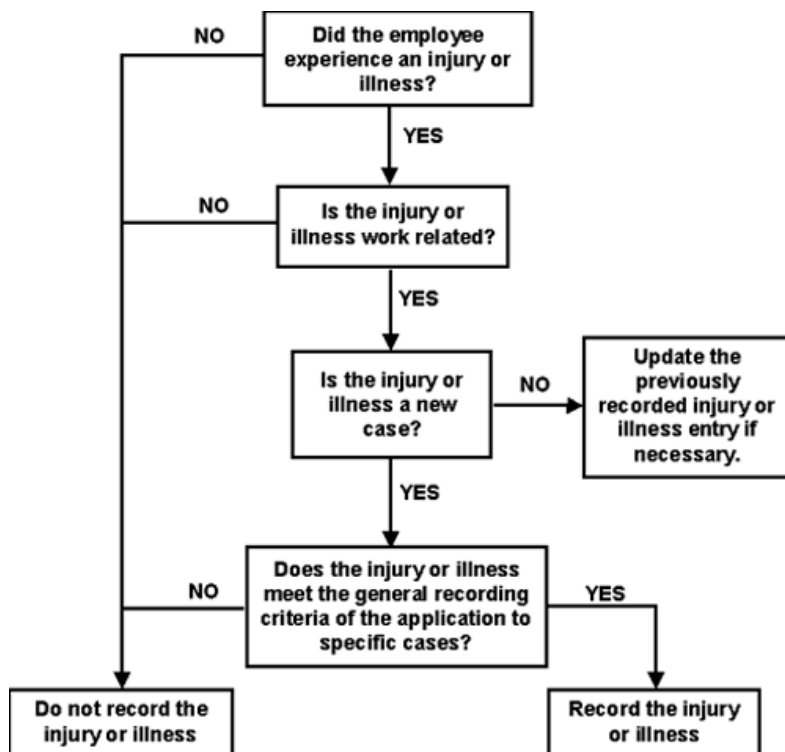 NO
Did the employee
experience an injury or
illness?
YES
NO
Is the injury or
illness work related?
YES
Is the injury or
illness a new
case?
NO
Update the
previously
recorded injury or
illness entry if
necessary.
YES
NO
Does the injury or illness
meet the general recording
criteria of the application to
specific cases?
YES
Do not record the
injury or illness
Record the injury
or illness